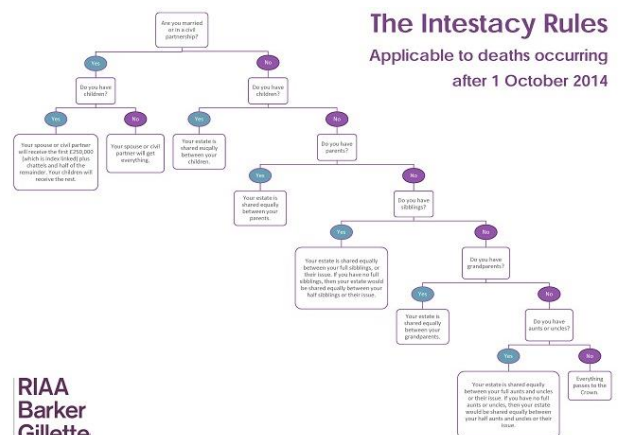 The Intestacy Rules
Applicable to deaths occurring
after 1 October 2014
Are you married
or in a civil
partnership?
Yes
No
Do you have
children?
Do you have
children?
Yes
No
Yes
No
Your spouse or civil partner
will receive the first £250,000
(which is index linked) plus
chattels and half of the
remainder. Your children will
receive the rest.
Your spouse or civil
partner will get
everything.
Your estate is
shared equally
between your
children.
Do you have
parents?
Yes
No
Your estate is
shared equally
between your
parents.
Do you have
sibblings?
Yes
No
Your estate is shared equally
between your full sibblings, or
their issue. If you have no full
sibblings, then your estate would
be shared equally between your
half sibblings or their issue.
Do you have
grandparents?
Yes
No
Your estate is
shared equally
between your
grandparents.
Do you have
aunts or uncles?
Yes
No
Your estate is shared equally
between your full aunts and uncles
or their issue. If you have no full
aunts or uncles, then your estate
would be shared equally between
your half aunts and uncles or their
issue.
Everything
passes to the
Crown.
RIAA
Barker
Gillette